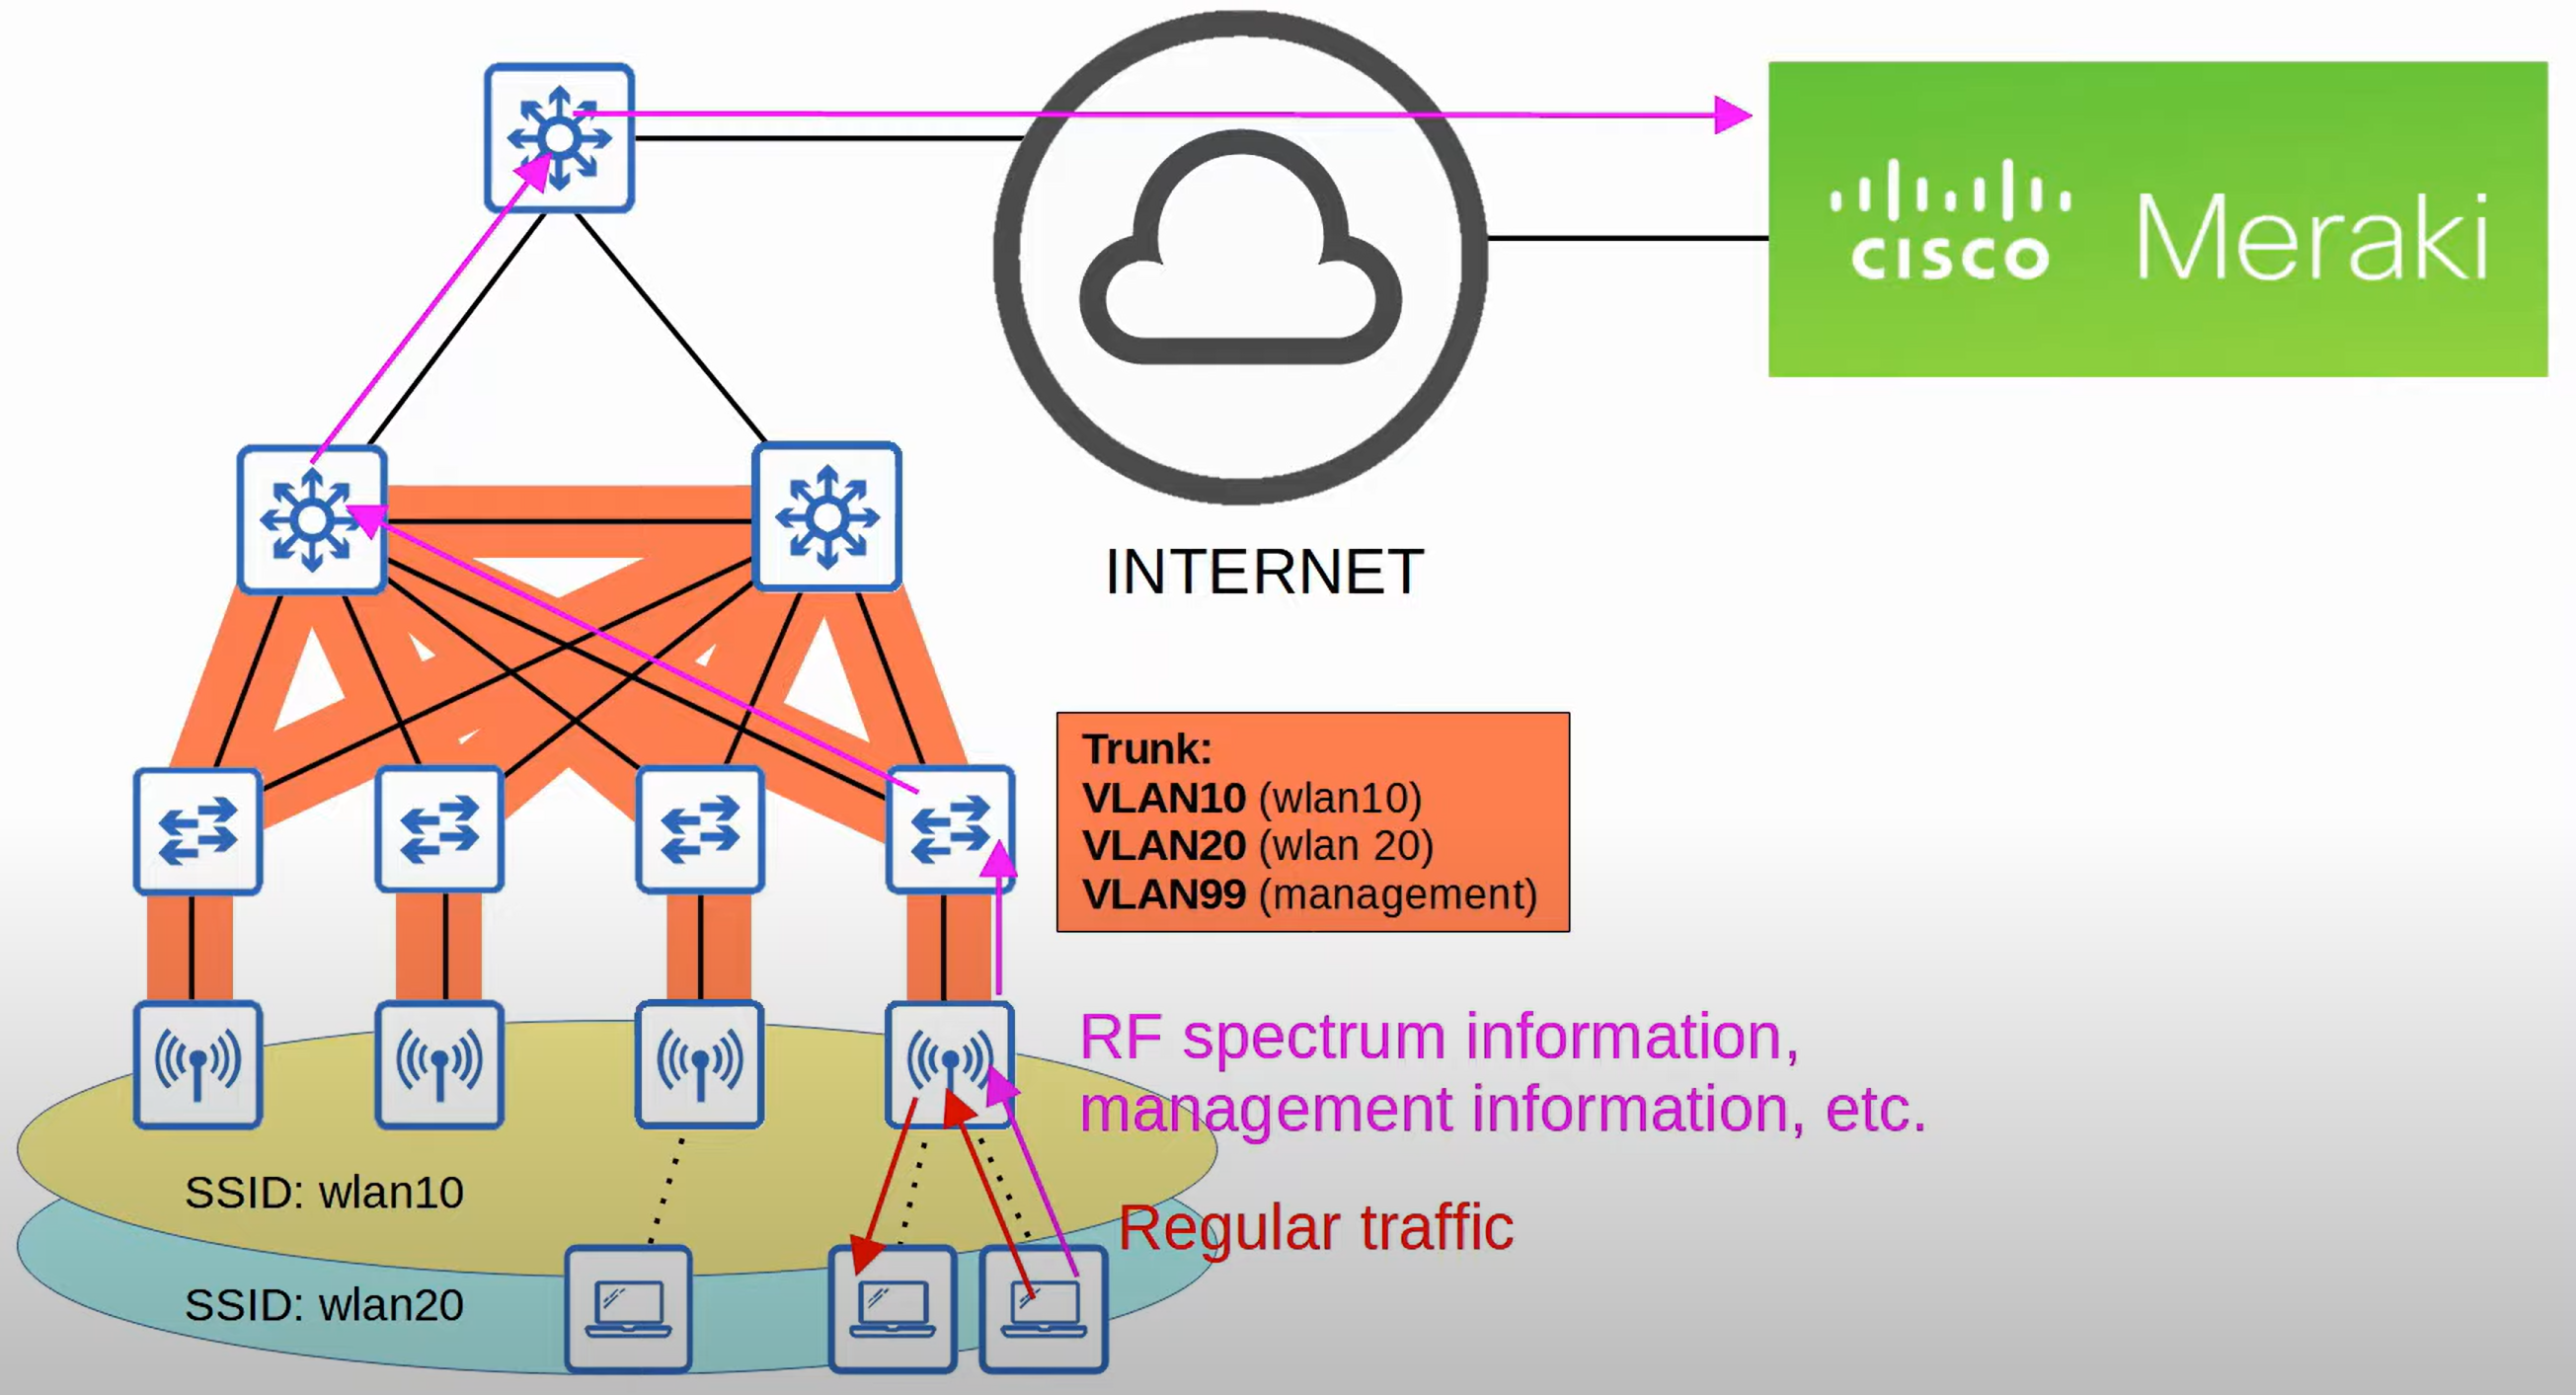 CISCO Meraki
INTERNET
Trunk:
VLAN10 (wlan10)
VLAN20 (wlan 20)
VLAN99 (management)
RF spectrum information,
management information, etc.
SSID: wlan10
Regular traffic
SSID: wlan20